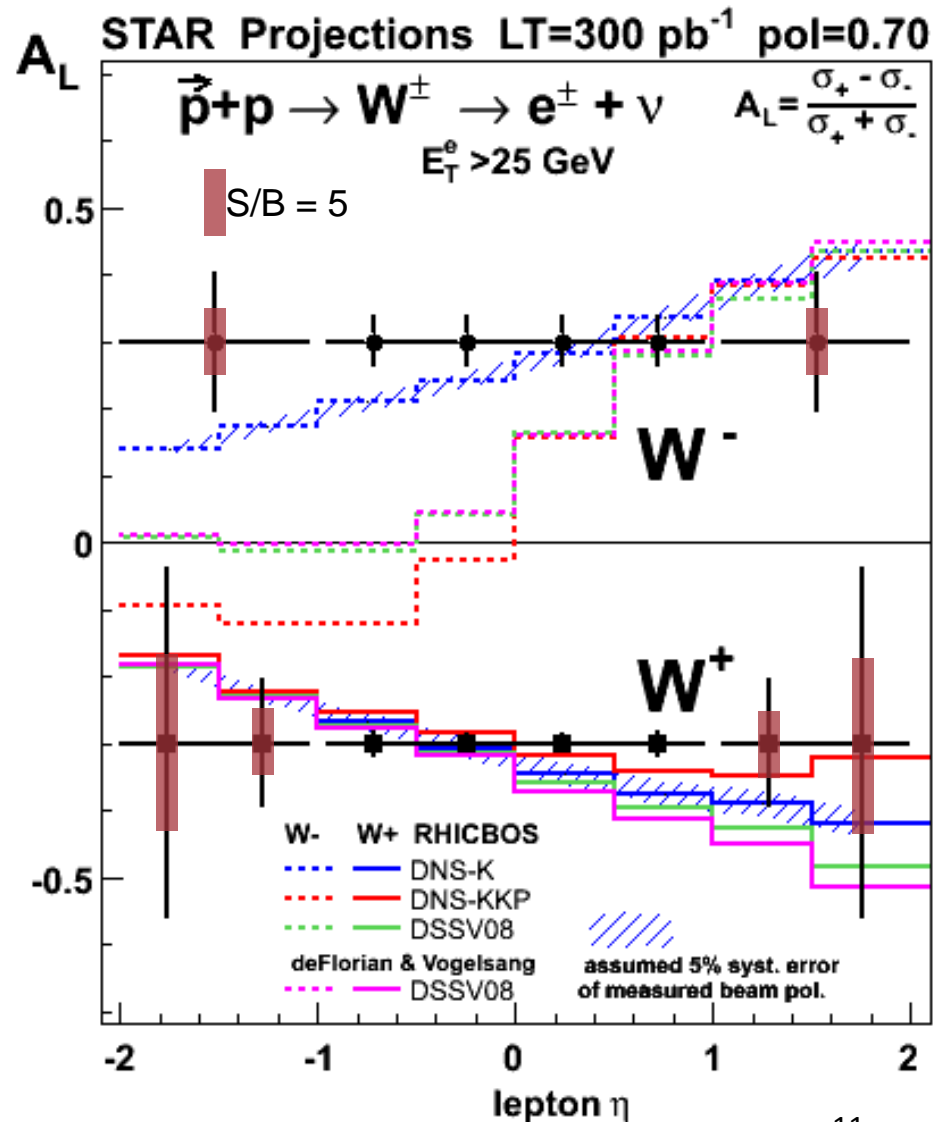 STAR Projections LT=300 pb⁻¹ pol=0.70
A_L
p⃗+p → W± → e± + ν
A_L = (σ₊ - σ₋) / (σ₊ + σ₋)
E_T^e >25 GeV
S/B = 5
0.5
W -
0
W +
W- W+ RHICBOS
DNS-K
-0.5
DNS-KKP
DSSV08
deFlorian & Vogelsang
DSSV08
assumed 5% syst. error
of measured beam pol.
-2 -1 0 1 2
lepton η